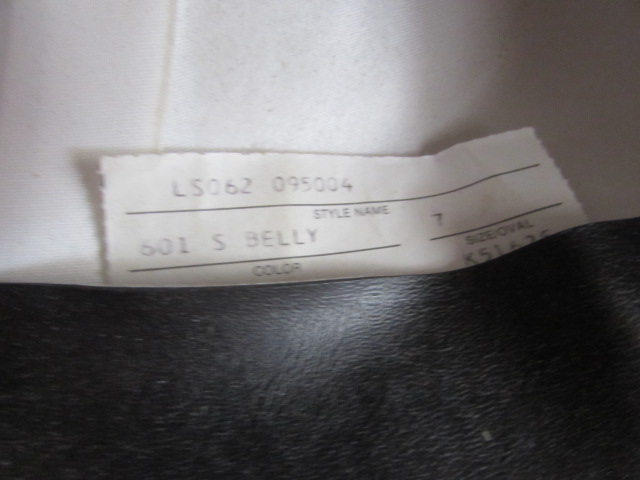 LS062 095004
STYLE NAME
601 S BELLY 7
COLOR SIZE/OVAL